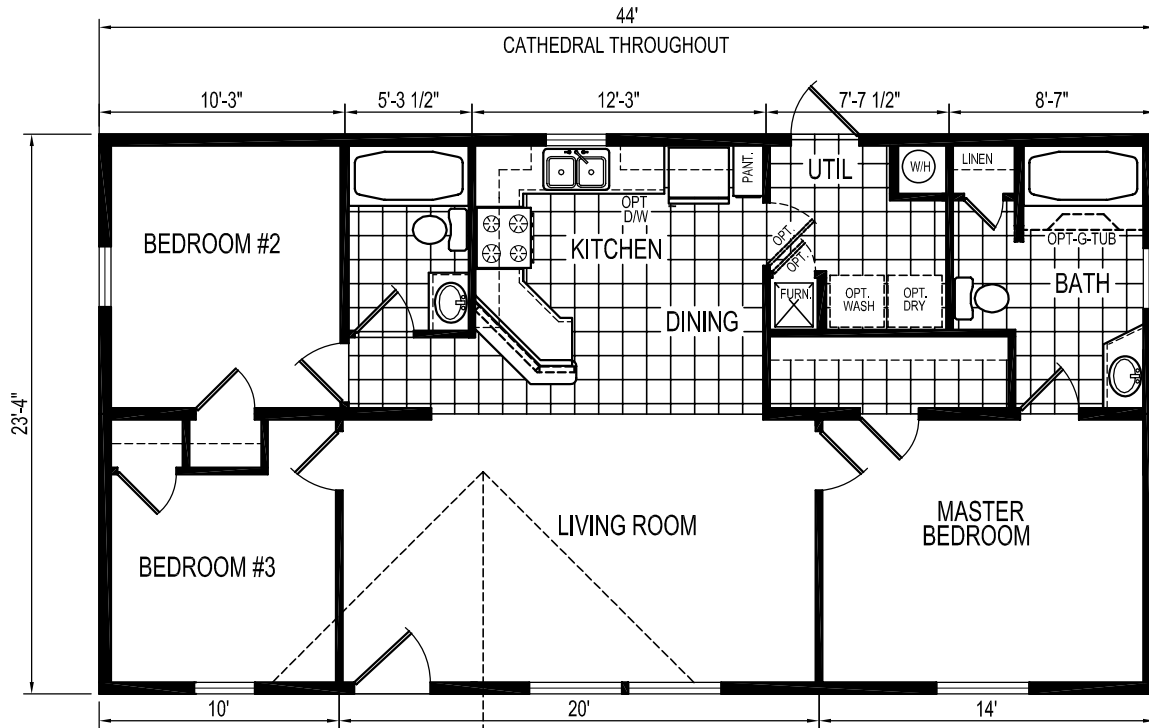 44'
CATHEDRAL THROUGHOUT
10'-3"
5'-3 1/2"
12'-3"
7'-7 1/2"
8'-7"
23'-4"
BEDROOM #2
OPT
D/W
KITCHEN
DINING
PANT.
UTIL
W/H
LINEN
OPT.
OPT.
FURN.
OPT.
WASH
OPT.
DRY
OPT-G-TUB
BATH
BEDROOM #3
LIVING ROOM
MASTER
BEDROOM
10'
20'
14'